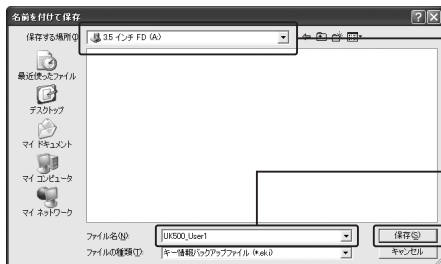 名前を付けて保存
保存する場所(I):
3.5 インチ FD (A:)
最近使ったファイル
デスクトップ
マイ ドキュメント
マイ コンピュータ
マイ ネットワーク
ファイル名(N):
UK500_User1
保存(S)
ファイルの種類(T):
キー情報バックアップファイル (*.eki)
キャンセル